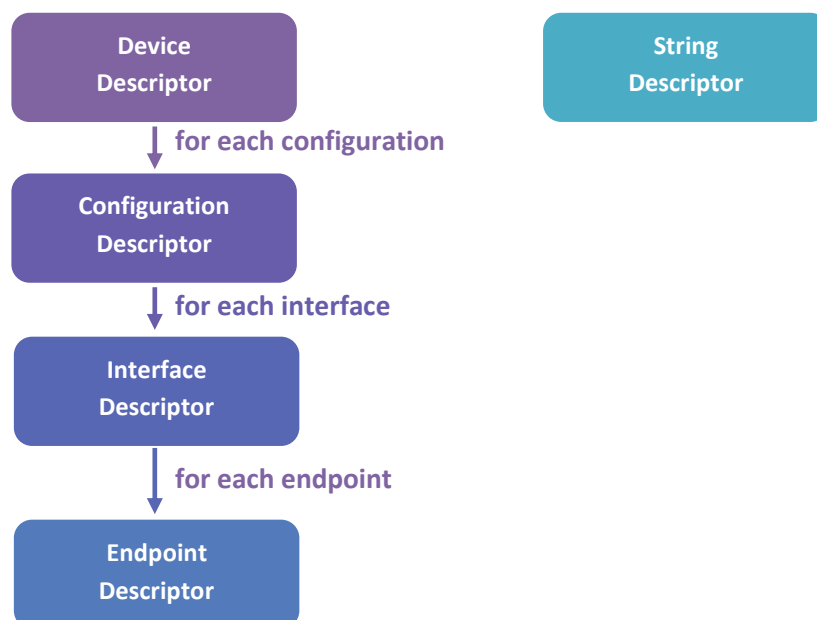 Device
Descriptor
String
Descriptor
for each configuration
Configuration
Descriptor
for each interface
Interface
Descriptor
for each endpoint
Endpoint
Descriptor